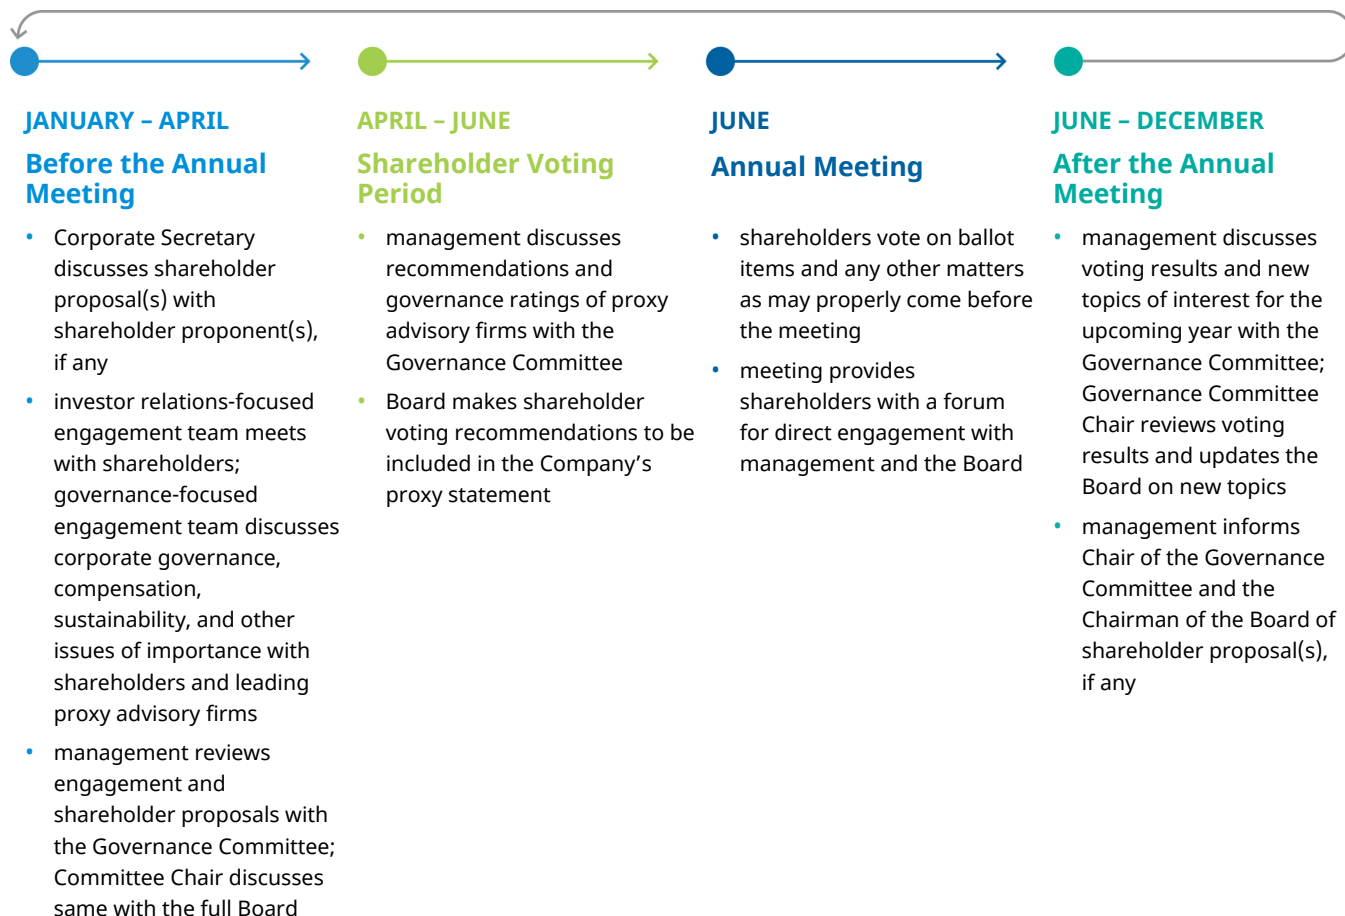 JANUARY – APRIL
Before the Annual
Meeting
• Corporate Secretary
discusses shareholder
proposal(s) with
shareholder proponent(s),
if any
• investor relations-focused
engagement team meets
with shareholders;
governance-focused
engagement team discusses
corporate governance,
compensation,
sustainability, and other
issues of importance with
shareholders and leading
proxy advisory firms
• management reviews
engagement and
shareholder proposals with
the Governance Committee;
Committee Chair discusses
same with the full Board
APRIL – JUNE
Shareholder Voting
Period
• management discusses
recommendations and
governance ratings of proxy
advisory firms with the
Governance Committee
• Board makes shareholder
voting recommendations to be
included in the Company’s
proxy statement
JUNE
Annual Meeting
• shareholders vote on ballot
items and any other matters
as may properly come before
the meeting
• meeting provides
shareholders with a forum
for direct engagement with
management and the Board
JUNE – DECEMBER
After the Annual
Meeting
• management discusses
voting results and new
topics of interest for the
upcoming year with the
Governance Committee;
Governance Committee
Chair reviews voting
results and updates the
Board on new topics
• management informs
Chair of the Governance
Committee and the
Chairman of the Board of
shareholder proposal(s),
if any